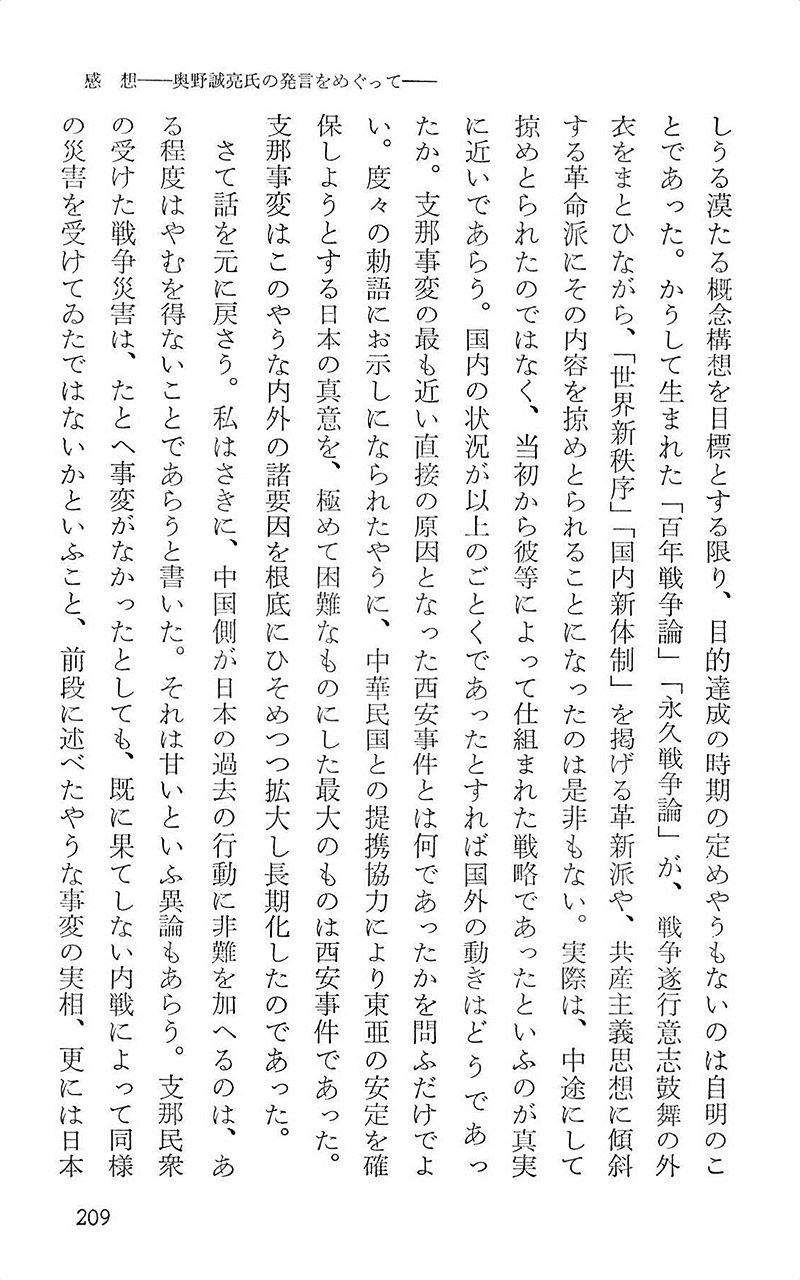 感　想――奥野誠亮氏の発言をめぐって――
しうる漠たる概念構想を目標とする限り、目的達成の時期の定めやうもないのは自明のこ
とであった。かうして生まれた「百年戦争論」「永久戦争論」が、戦争遂行意志鼓舞の外
衣をまとひながら、「世界新秩序」「国内新体制」を掲げる革新派や、共産主義思想に傾斜
する革命派にその内容を掠めとられることになったのは是非もない。実際は、中途にして
掠めとられたのではなく、当初から彼等によって仕組まれた戦略であったといふのが真実
に近いであらう。国内の状況が以上のごとくであったとすれば国外の動きはどうであっ
たか。支那事変の最も近い直接の原因となった西安事件とは何であったかを問ふだけでよ
い。度々の勅語にお示しになられたやうに、中華民国との提携協力により東亜の安定を確
保しようとする日本の真意を、極めて困難なものにした最大のものは西安事件であった。
支那事変はこのやうな内外の諸要因を根底にひそめつつ拡大し長期化したのであった。
　さて話を元に戻さう。私はさきに、中国側が日本の過去の行動に非難を加へるのは、あ
る程度はやむを得ないことであらうと書いた。それは甘いといふ異論もあらう。支那民衆
の受けた戦争災害は、たとへ事変がなかったとしても、既に果てしない内戦によって同様
の災害を受けてゐたではないかといふこと、前段に述べたやうな事変の実相、更には日本
209